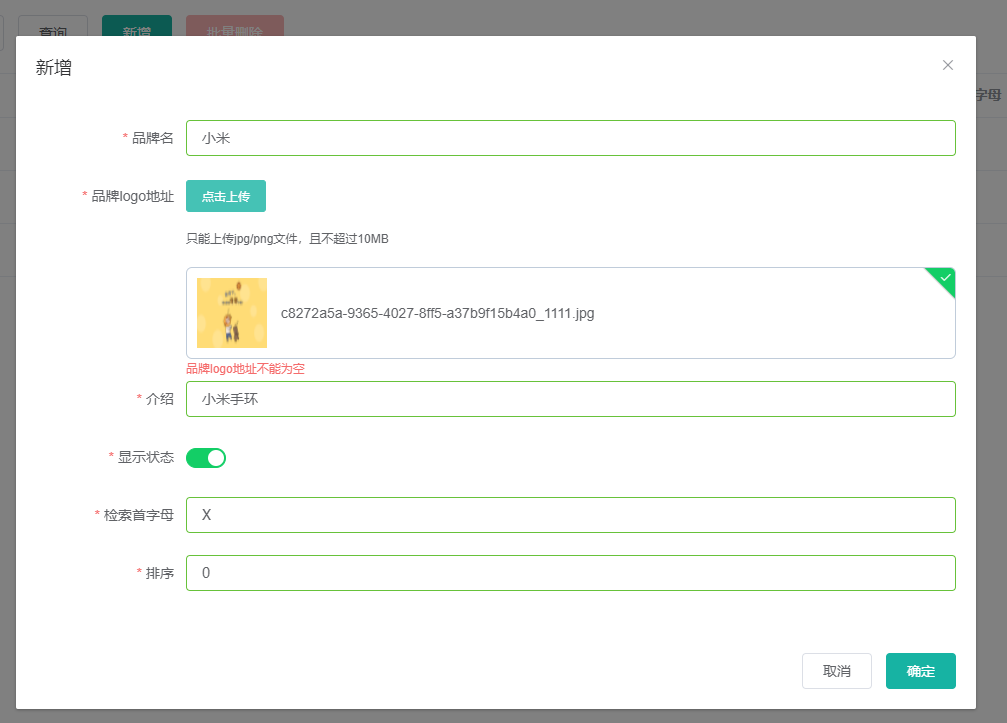 查询 新增 批量删除
新增
字母
* 品牌名 小米
* 品牌logo地址 点击上传
只能上传jpg/png文件，且不超过10MB
c8272a5a-9365-4027-8ff5-a37b9f15b4a0_1111.jpg
品牌logo地址不能为空
* 介绍 小米手环
* 显示状态
* 检索首字母 X
* 排序 0
取消 确定